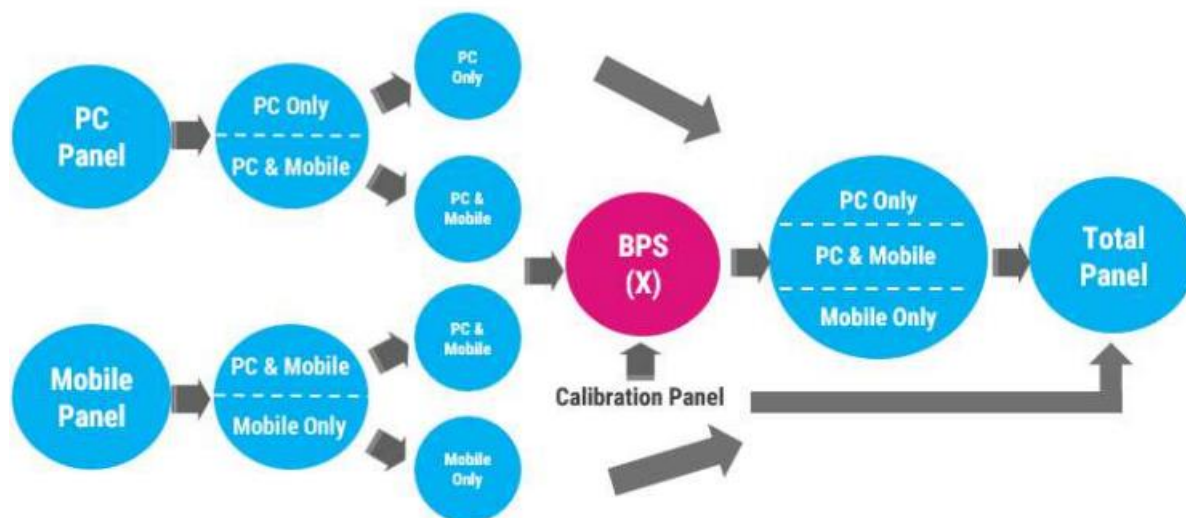 PC
Panel
PC Only
PC & Mobile
PC
Only
PC &
Mobile
Mobile
Panel
PC & Mobile
Mobile Only
PC &
Mobile
Mobile
Only
BPS
(X)
Calibration Panel
PC Only
PC & Mobile
Mobile Only
Total
Panel